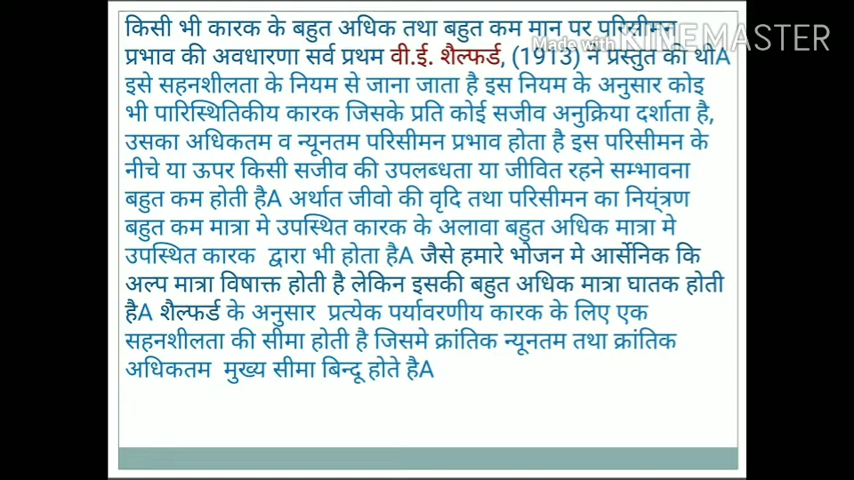 किसी भी कारक के बहुत अधिक तथा बहुत कम मान पर परिसीमन
प्रभाव की अवधारणा सर्व प्रथम वी.ई. शैल्फर्ड, (1913) ने प्रस्तुत की थीA
Made with KINEMASTER
इसे सहनशीलता के नियम से जाना जाता है इस नियम के अनुसार कोइ
भी पारिस्थितिकीय कारक जिसके प्रति कोई सजीव अनुक्रिया दर्शाता है,
उसका अधिकतम व न्यूनतम परिसीमन प्रभाव होता है इस परिसीमन के
नीचे या ऊपर किसी सजीव की उपलब्धता या जीवित रहने सम्भावना
बहुत कम होती हैA अर्थात जीवो की वृदि तथा परिसीमन का नियंत्रण
बहुत कम मात्रा मे उपस्थित कारक के अलावा बहुत अधिक मात्रा मे
उपस्थित कारक द्वारा भी होता हैA जैसे हमारे भोजन मे आर्सेनिक कि
अल्प मात्रा विषाक्त होती है लेकिन इसकी बहुत अधिक मात्रा घातक होती
हैA शैल्फर्ड के अनुसार प्रत्येक पर्यावरणीय कारक के लिए एक
सहनशीलता की सीमा होती है जिसमे क्रांतिक न्यूनतम तथा क्रांतिक
अधिकतम मुख्य सीमा बिन्दू होते हैA